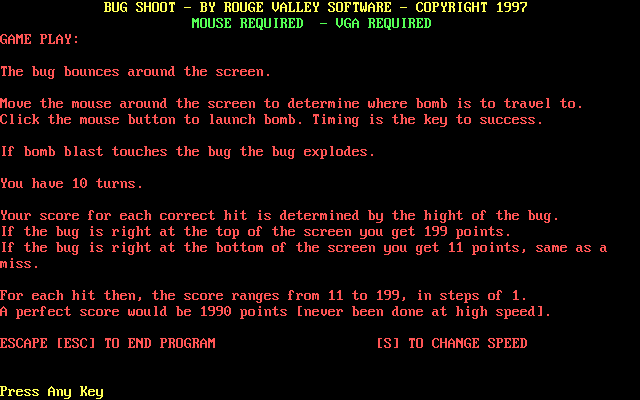 BUG SHOOT - BY ROUGE VALLEY SOFTWARE - COPYRIGHT 1997
MOUSE REQUIRED - VGA REQUIRED
GAME PLAY:
The bug bounces around the screen.
Move the mouse around the screen to determine where bomb is to travel to.
Click the mouse button to launch bomb. Timing is the key to success.
If bomb blast touches the bug the bug explodes.
You have 10 turns.
Your score for each correct hit is determined by the hight of the bug.
If the bug is right at the top of the screen you get 199 points.
If the bug is right at the bottom of the screen you get 11 points, same as a
miss.
For each hit then, the score ranges from 11 to 199, in steps of 1.
A perfect score would be 1990 points [never been done at high speed].
ESCAPE [ESC] TO END PROGRAM [S] TO CHANGE SPEED
Press Any Key